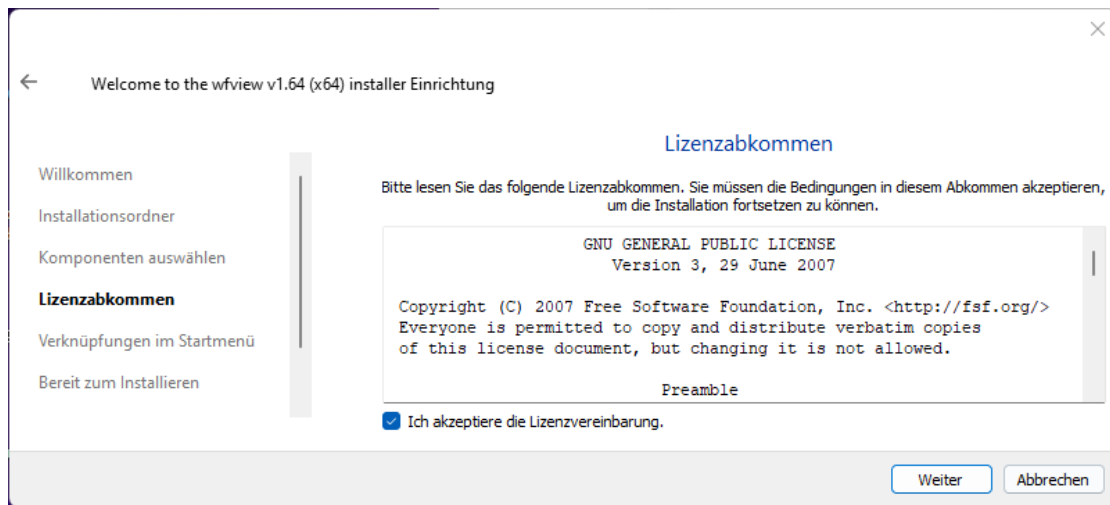 Welcome to the wfview v1.64 (x64) installer Einrichtung
Willkommen
Installationsordner
Komponenten auswählen
Lizenzabkommen
Verknüpfungen im Startmenü
Bereit zum Installieren
Lizenzabkommen
Bitte lesen Sie das folgende Lizenzabkommen. Sie müssen die Bedingungen in diesem Abkommen akzeptieren,
um die Installation fortsetzen zu können.
GNU GENERAL PUBLIC LICENSE
Version 3, 29 June 2007
Copyright (C) 2007 Free Software Foundation, Inc. <http://fsf.org/>
Everyone is permitted to copy and distribute verbatim copies
of this license document, but changing it is not allowed.
Preamble
Ich akzeptiere die Lizenzvereinbarung.
Weiter
Abbrechen